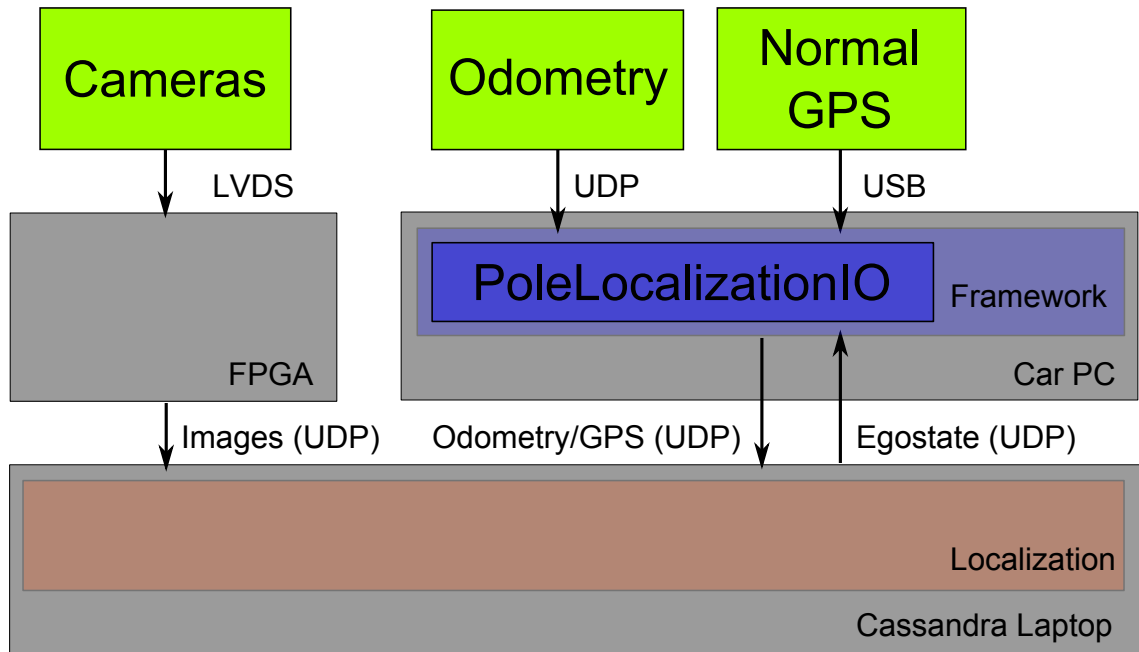 Cameras
Odometry
Normal
GPS
LVDS
UDP
USB
PoleLocalizationIO
Framework
FPGA
Car PC
Images (UDP)
Odometry/GPS (UDP)
Egostate (UDP)
Localization
Cassandra Laptop